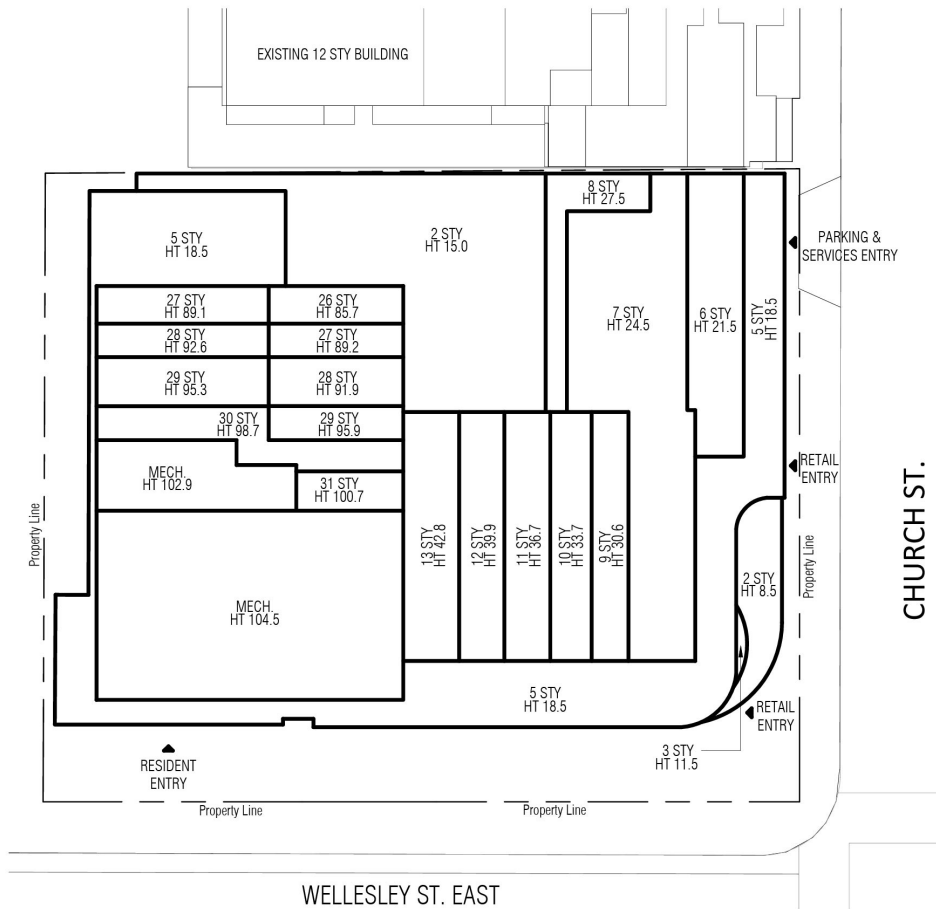 EXISTING 12 STY BUILDING
8 STY
HT 27.5
5 STY
HT 18.5
2 STY
HT 15.0
PARKING &
SERVICES ENTRY
7 STY
HT 24.5
6 STY
HT 21.5
5 STY
HT 18.5
27 STY
HT 89.1
26 STY
HT 85.7
28 STY
HT 92.6
27 STY
HT 89.2
29 STY
HT 95.3
28 STY
HT 91.9
30 STY
HT 98.7
29 STY
HT 95.9
MECH.
HT 102.9
31 STY
HT 100.7
RETAIL
ENTRY
Property Line
13 STY
HT 42.8
12 STY
HT 39.9
11 STY
HT 36.7
10 STY
HT 33.7
9 STY
HT 30.6
2 STY
HT 8.5
Property Line
CHURCH ST.
MECH.
HT 104.5
5 STY
HT 18.5
RETAIL
ENTRY
3 STY
HT 11.5
RESIDENT
ENTRY
Property Line
Property Line
WELLESLEY ST. EAST